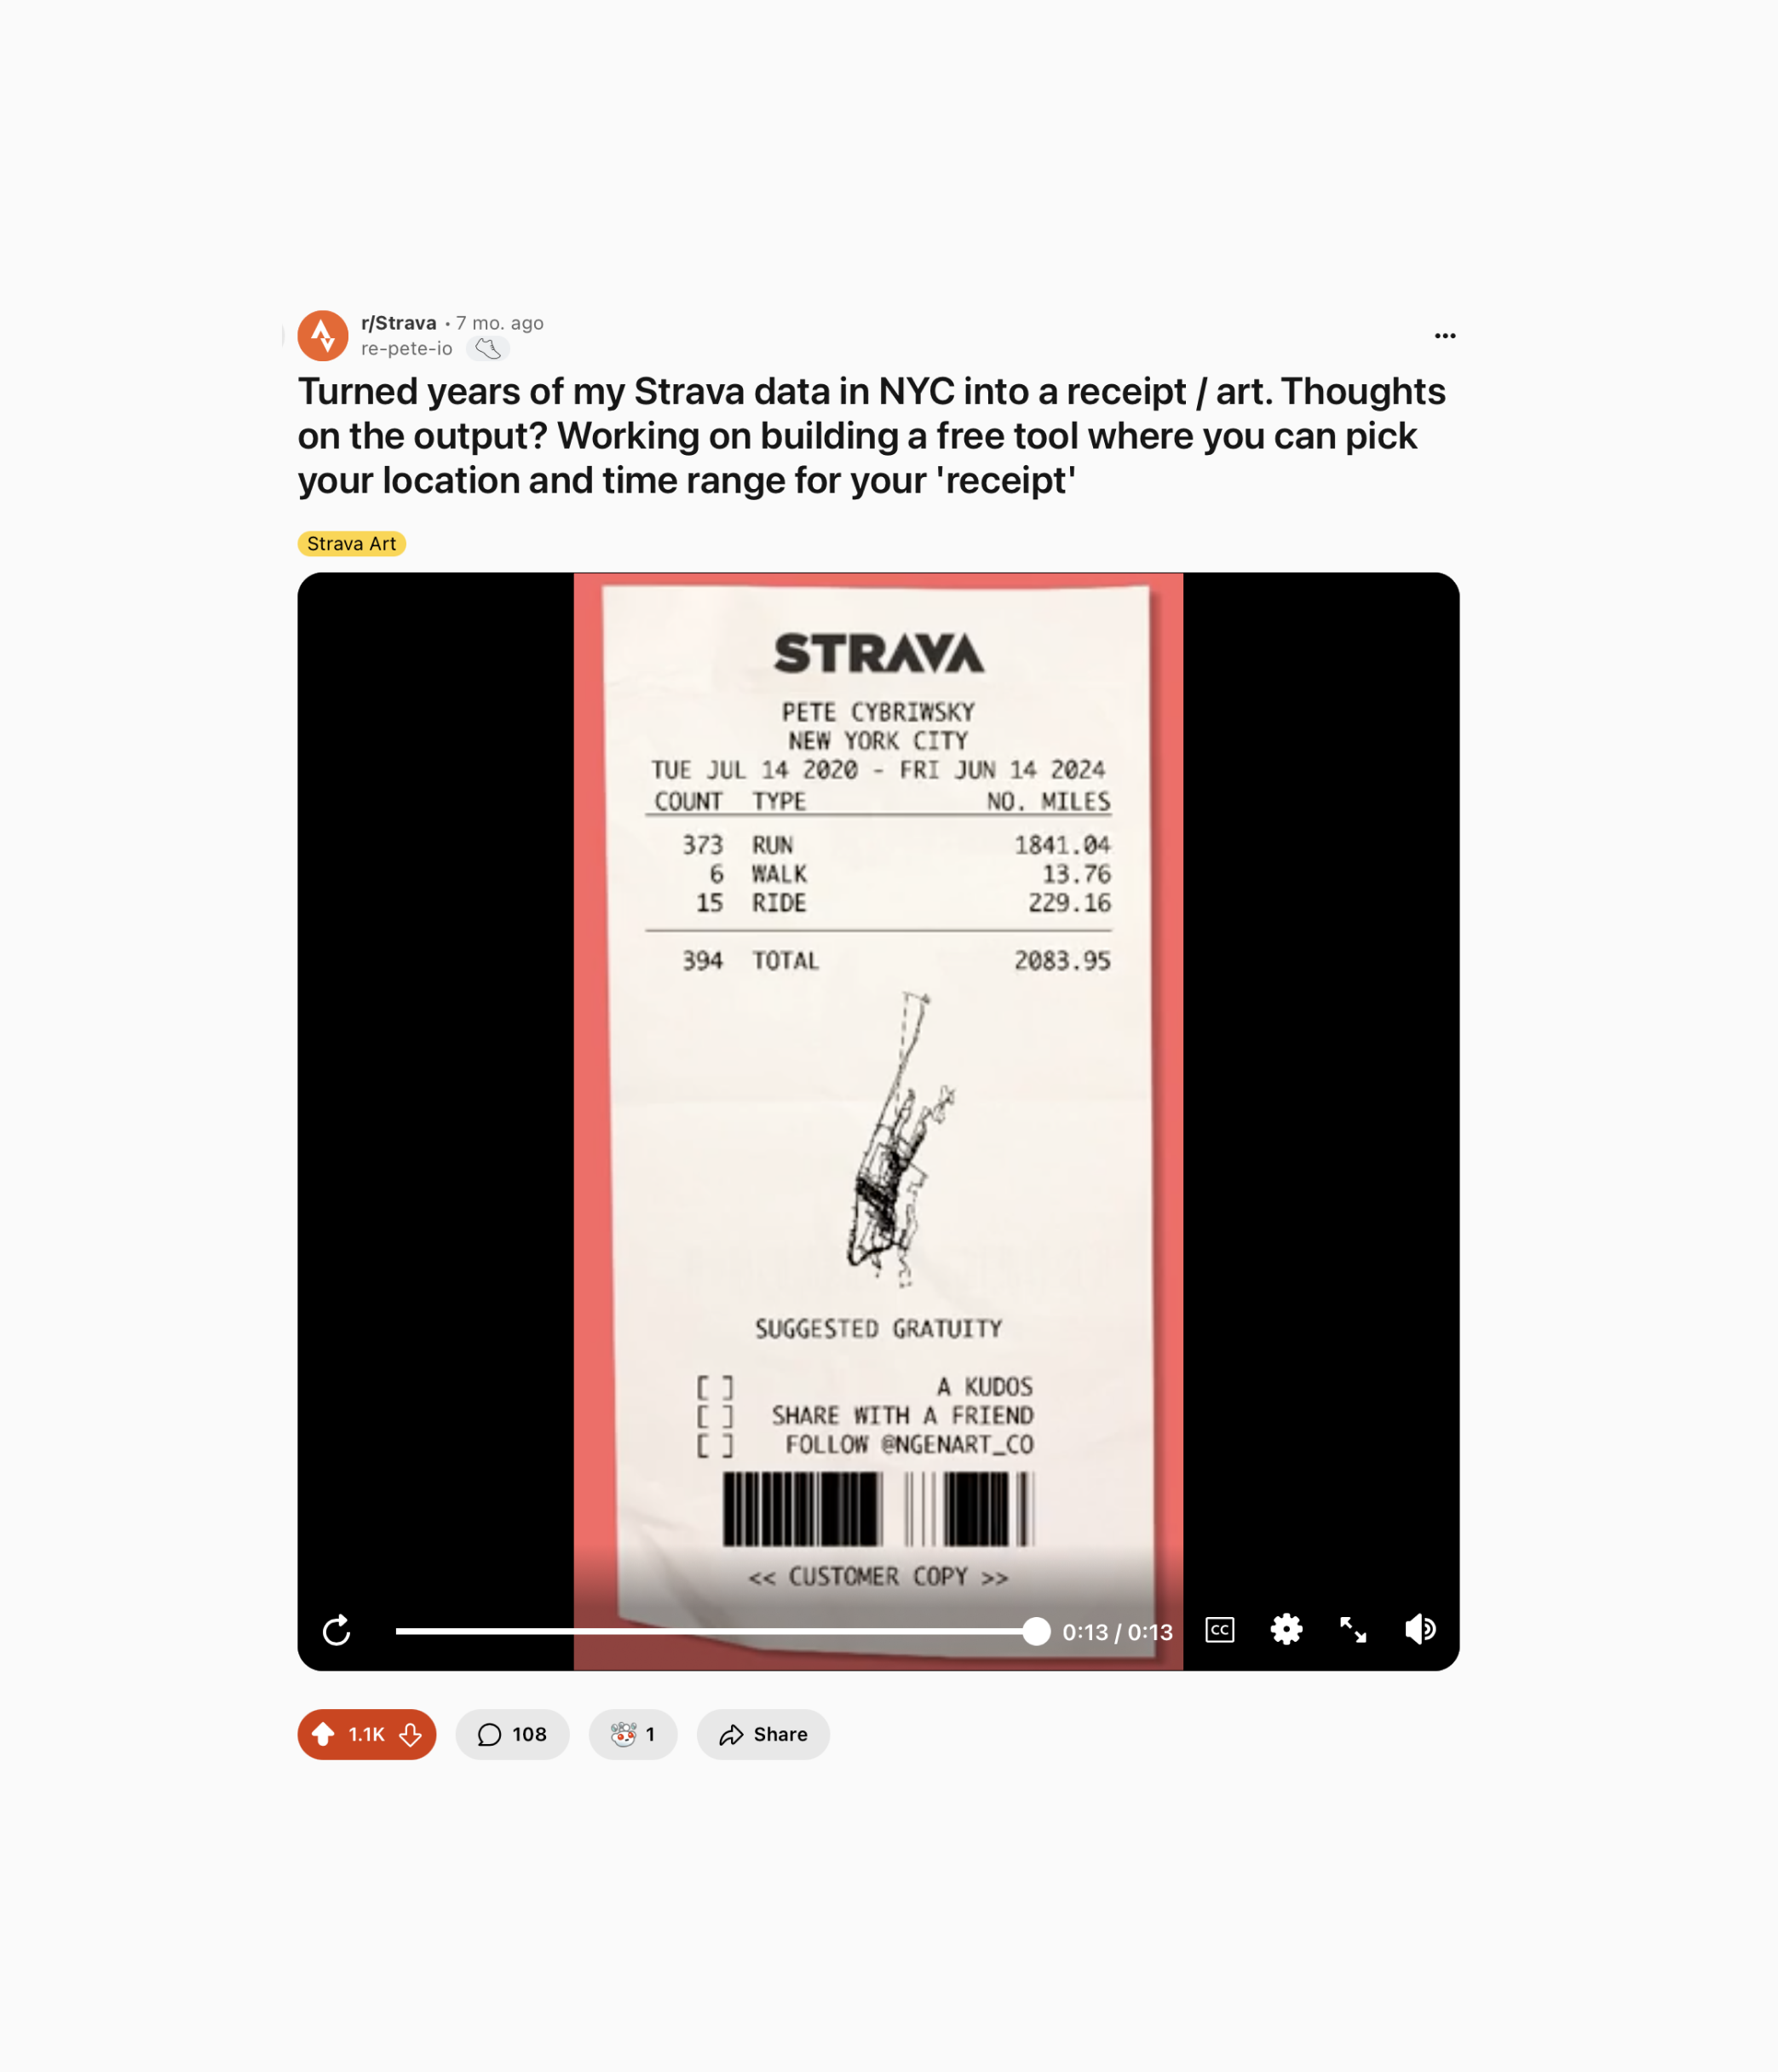 r/Strava • 7 mo. ago
re-pete-io
Turned years of my Strava data in NYC into a receipt / art. Thoughts
on the output? Working on building a free tool where you can pick
your location and time range for your 'receipt'
Strava Art
STRAVA
PETE CYBRIWSKY
NEW YORK CITY
TUE JUL 14 2020 - FRI JUN 14 2024
COUNT TYPE NO. MILES
373 RUN 1841.04
6 WALK 13.76
15 RIDE 229.16
394 TOTAL 2083.95
SUGGESTED GRATUITY
[ ] A KUDOS
[ ] SHARE WITH A FRIEND
[ ] FOLLOW @NGENART_CO
<< CUSTOMER COPY >>
0:13 / 0:13 CC
1.1K 108 1 Share